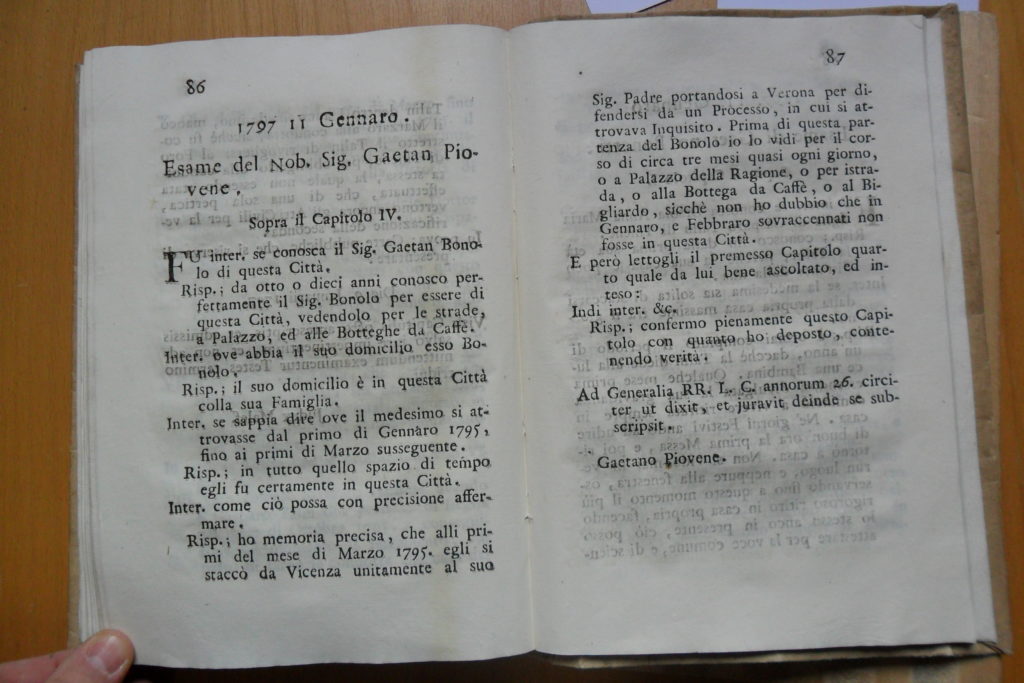 86
1797 11 Gennaro.
Esame del Nob. Sig. Gaetan Pio-
vene.
Sopra il Capitolo IV.
FU inter. se conosca il Sig. Gaetan Bono-
lo di questa Città.
Risp.; da otto o dieci anni conosco per-
fettamente il Sig. Bonolo per essere di
questa Città, vedendolo per le strade,
a Palazzo, ed alle Botteghe da Caffè.
Inter. ove abbia il suo domicilio esso Bo-
nolo.
Risp.; il suo domicilio è in questa Città
colla sua Famiglia.
Inter. se sappia dire ove il medesimo si at-
trovasse dal primo di Gennaro 1795,
fino ai primi di Marzo susseguente.
Risp.; in tutto quello spazio di tempo
egli fu certamente in questa Città.
Inter. come ciò possa con precisione affer-
mare.
Risp.; ho memoria precisa, che alli pri-
mi del mese di Marzo 1795. egli si
staccò da Vicenza unitamente al suo
87
Sig. Padre portandosi a Verona per di-
fendersi da un Processo, in cui si at-
trovava Inquisito. Prima di questa par-
tenza del Bonolo io lo vidi per il cor-
so di circa tre mesi quasi ogni giorno,
o a Palazzo della Ragione, o per istra-
da, o alla Bottega da Caffè, o al Bi-
gliardo, sicchè non ho dubbio che in
Gennaro, e Febbraro sovraccennati non
fosse in questa Città.
E però lettogli il premesso Capitolo quar-
to quale da lui bene ascoltato, ed in-
teso:
Indi inter. &c.
Risp.; confermo pienamente questo Capi-
tolo con quanto ho deposto, conte-
nendo verità.
Ad Generalia RR. L. C. annorum 26. circi-
ter ut dixit, et juravit deinde se sub-
scripsit.
Gaetano Piovene.